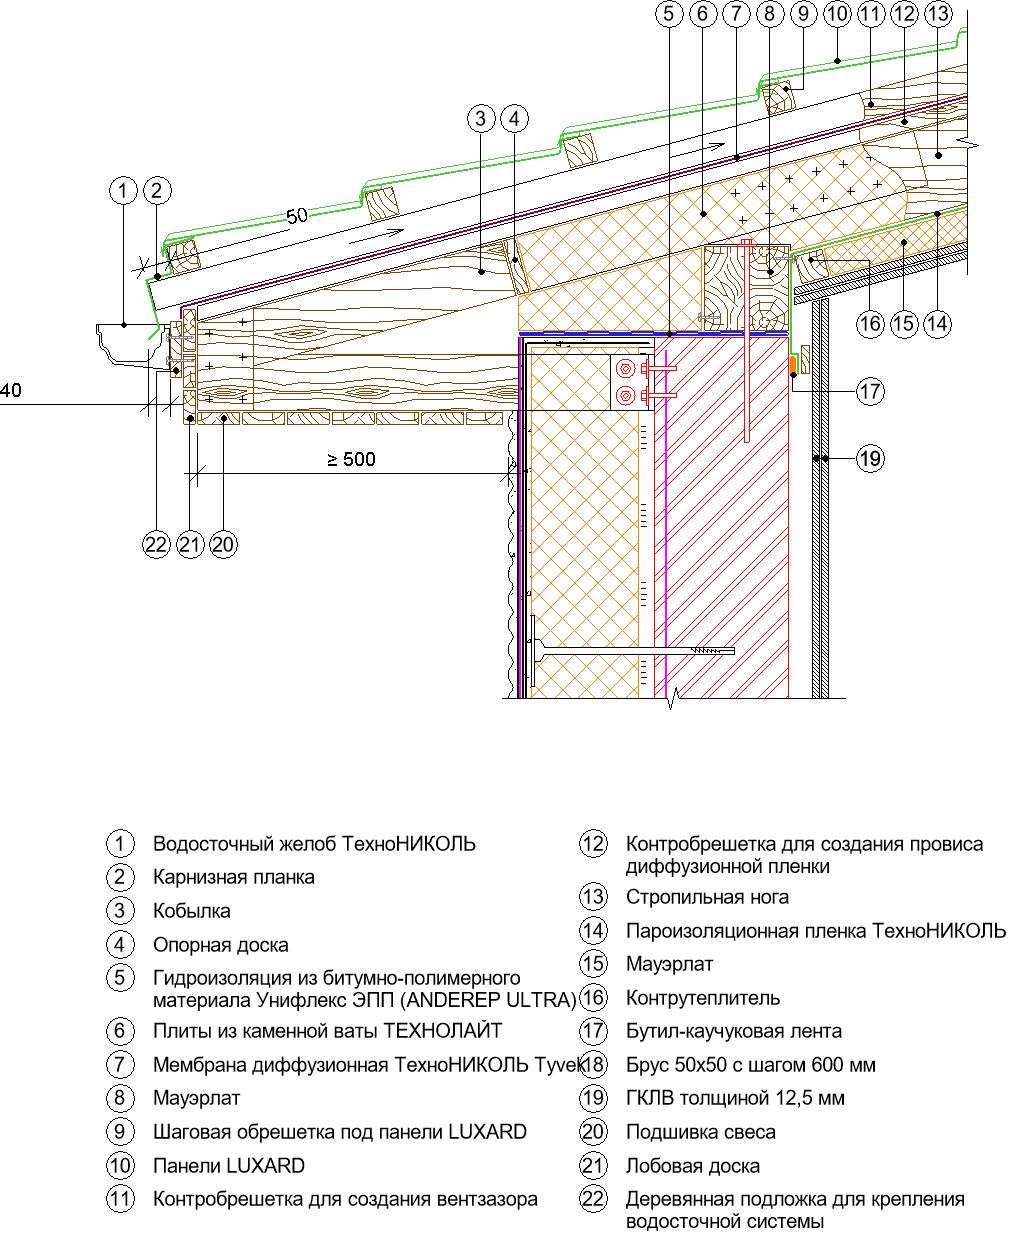 5 6 7 8 9 10 11 12 13
3 4
1 2
50
16 15 14
17
40
≥ 500
19
22 21 20
1 Водосточный желоб ТехноНИКОЛЬ
2 Карнизная планка
3 Кобылка
4 Опорная доска
5 Гидроизоляция из битумно-полимерного
материала Унифлекс ЭПП (ANDEREP ULTRA)
6 Плиты из каменной ваты ТЕХНОЛАЙТ
7 Мембрана диффузионная ТехноНИКОЛЬ Tyvek
8 Мауэрлат
9 Шаговая обрешетка под панели LUXARD
10 Панели LUXARD
11 Контробрешетка для создания вентзазора
12 Контробрешетка для создания провиса
диффузионной пленки
13 Стропильная нога
14 Пароизоляционная пленка ТехноНИКОЛЬ
15 Мауэрлат
16 Контрутеплитель
17 Бутил-каучуковая лента
18 Брус 50х50 с шагом 600 мм
19 ГКЛВ толщиной 12,5 мм
20 Подшивка свеса
21 Лобовая доска
22 Деревянная подложка для крепления
водосточной системы